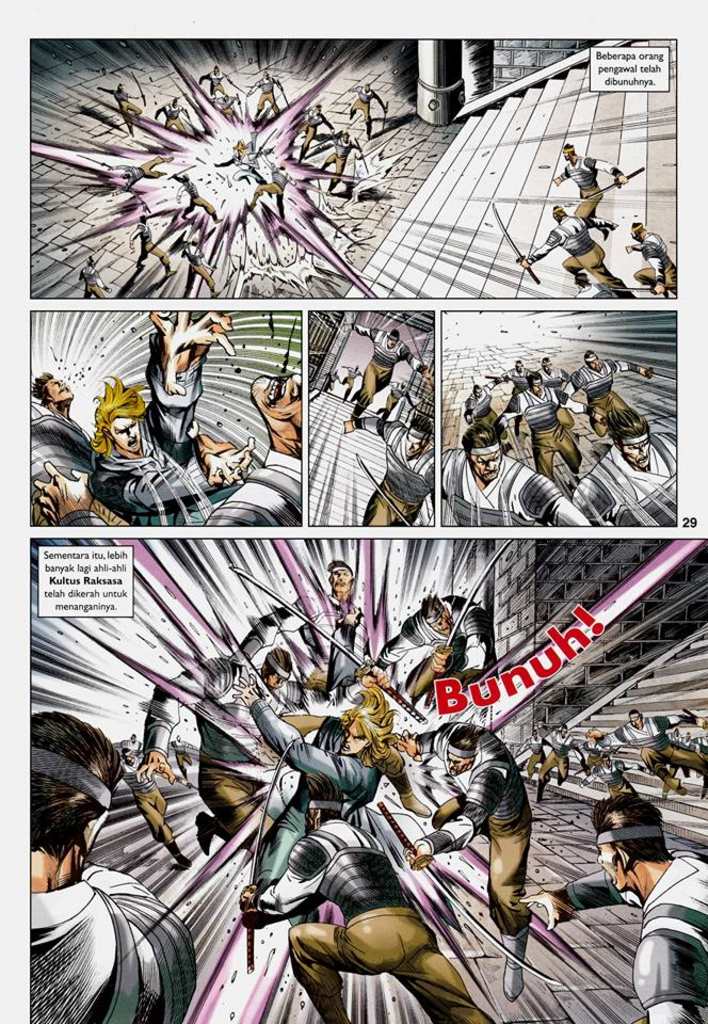 Beberapa orang
pengawal telah
dibunuhnya.
29
Sementara itu, lebih
banyak lagi ahli-ahli
Kultus Raksasa
telah dikerah untuk
menanganinya.
Bunuh!